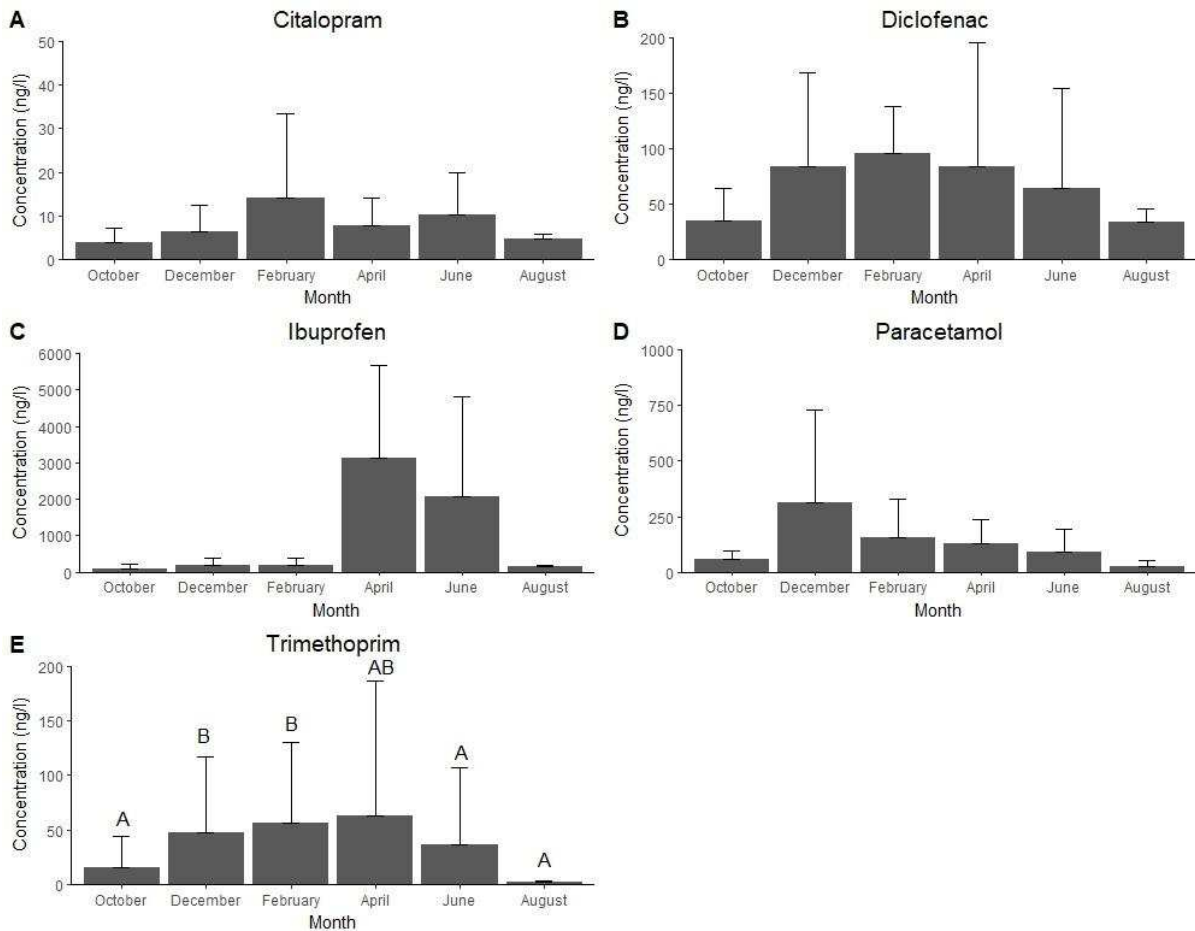 A Citalopram
Concentration (ng/l)
50
40
30
20
10
0
October December February April June August
Month
B Diclofenac
Concentration (ng/l)
200
150
100
50
0
October December February April June August
Month
C Ibuprofen
Concentration (ng/l)
6000
5000
4000
3000
2000
1000
0
October December February April June August
Month
D Paracetamol
Concentration (ng/l)
1000
750
500
250
0
October December February April June August
Month
E Trimethoprim
Concentration (ng/l)
200
150
100
50
0
A B B AB A A
October December February April June August
Month